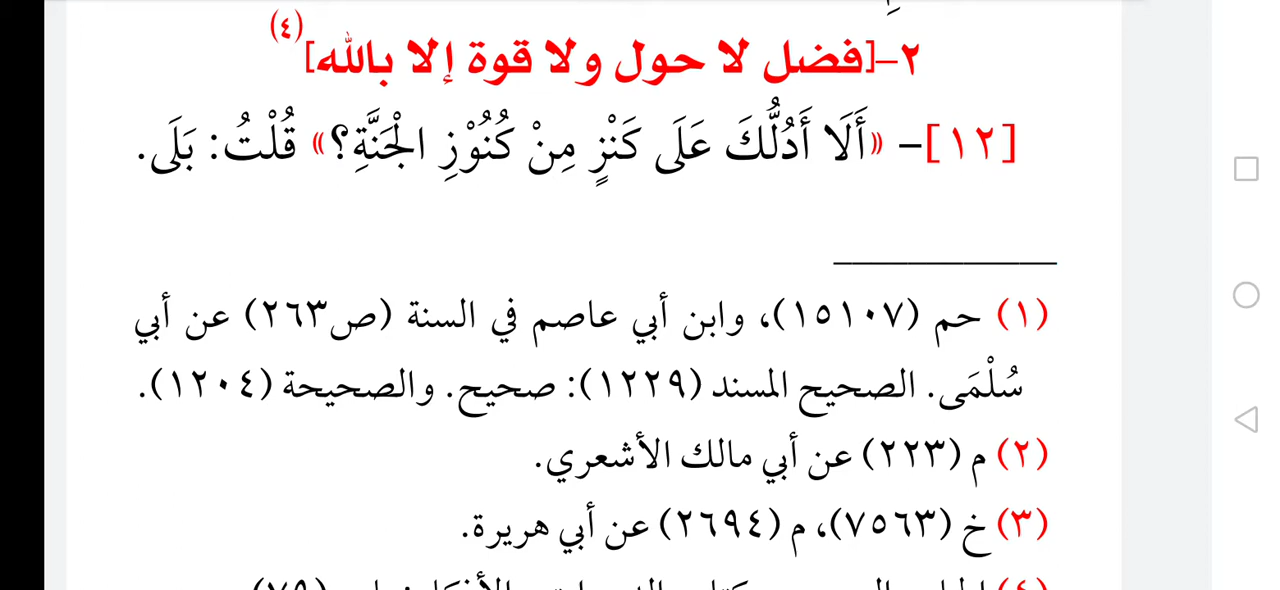 ٢-[فضل لا حول ولا قوة إلا بالله](٤)
[١٢]- «أَلَا أَدُلُّكَ عَلَى كَنْزٍ مِنْ كُنُوْزِ الْجَنَّةِ؟» قُلْتُ: بَلَى.
(١) حم (١٥١٠٧)، وابن أبي عاصم في السنة (ص٢٦٣) عن أبي
سُلْمَى. الصحيح المسند (١٢٢٩): صحيح. والصحيحة (١٢٠٤).
(٢) م (٢٢٣) عن أبي مالك الأشعري.
(٣) خ (٧٥٦٣)، م (٢٦٩٤) عن أبي هريرة.